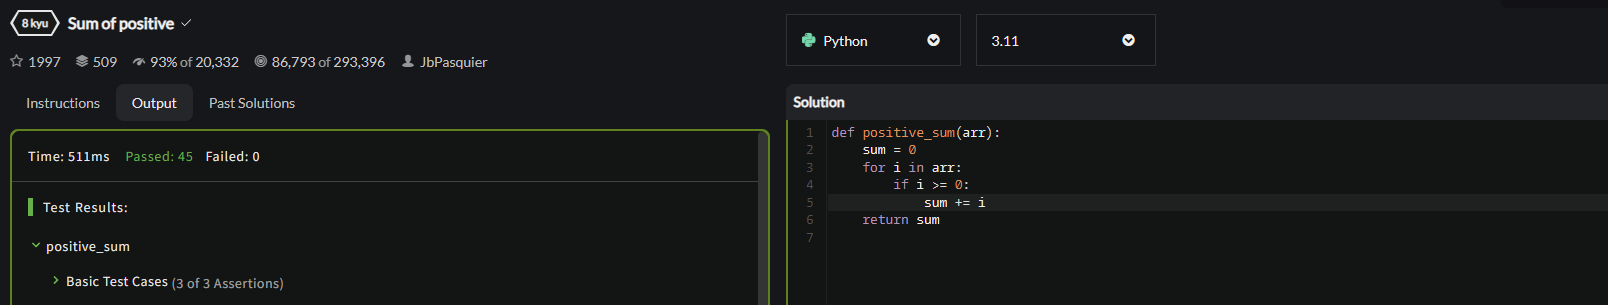 8 kyu Sum of positive
1997 509 93% of 20,332 86,793 of 293,396 JbPasquier
Instructions Output Past Solutions
Time: 511ms Passed: 45 Failed: 0
Test Results:
positive_sum
Basic Test Cases (3 of 3 Assertions)
Python 3.11
Solution
1 def positive_sum(arr):
2     sum = 0
3     for i in arr:
4         if i >= 0:
5             sum += i
6     return sum
7